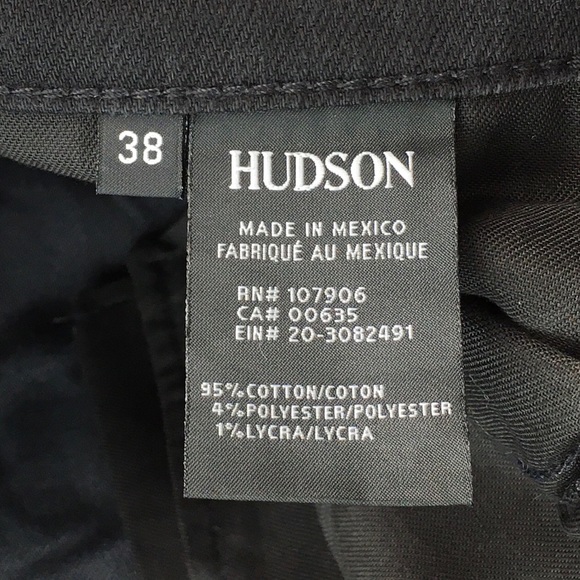 38
HUDSON
MADE IN MEXICO
FABRIQUÉ AU MEXIQUE
RN# 107906
CA# 00635
EIN# 20-3082491
95% COTTON/COTON
4% POLYESTER/POLYESTER
1% LYCRA/LYCRA